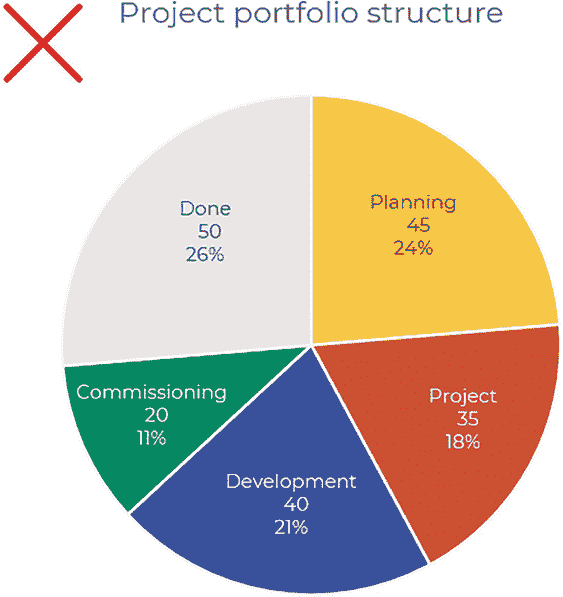 Project portfolio structure
Planning
45
24%
Project
35
18%
Development
40
21%
Commissioning
20
11%
Done
50
26%